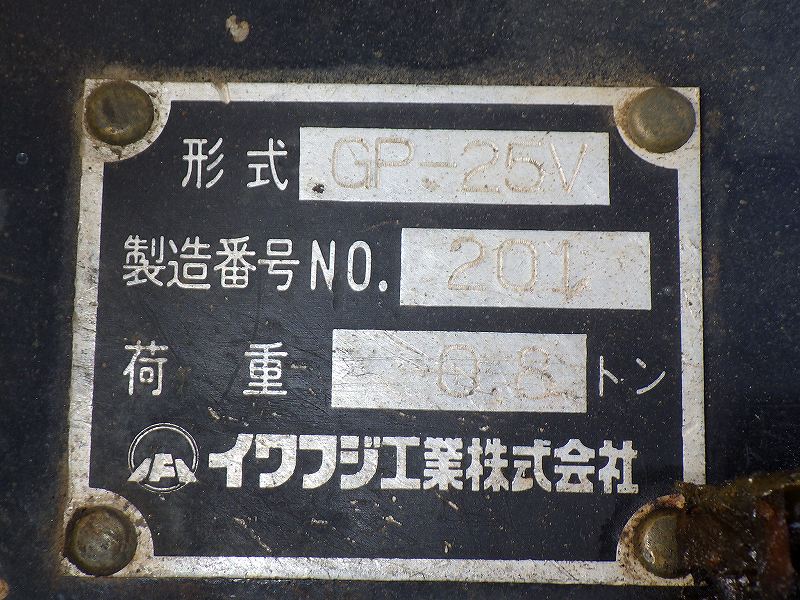 形式 GP-25V
製造番号NO. 201
荷重 0.8 トン
イワフジ工業株式会社